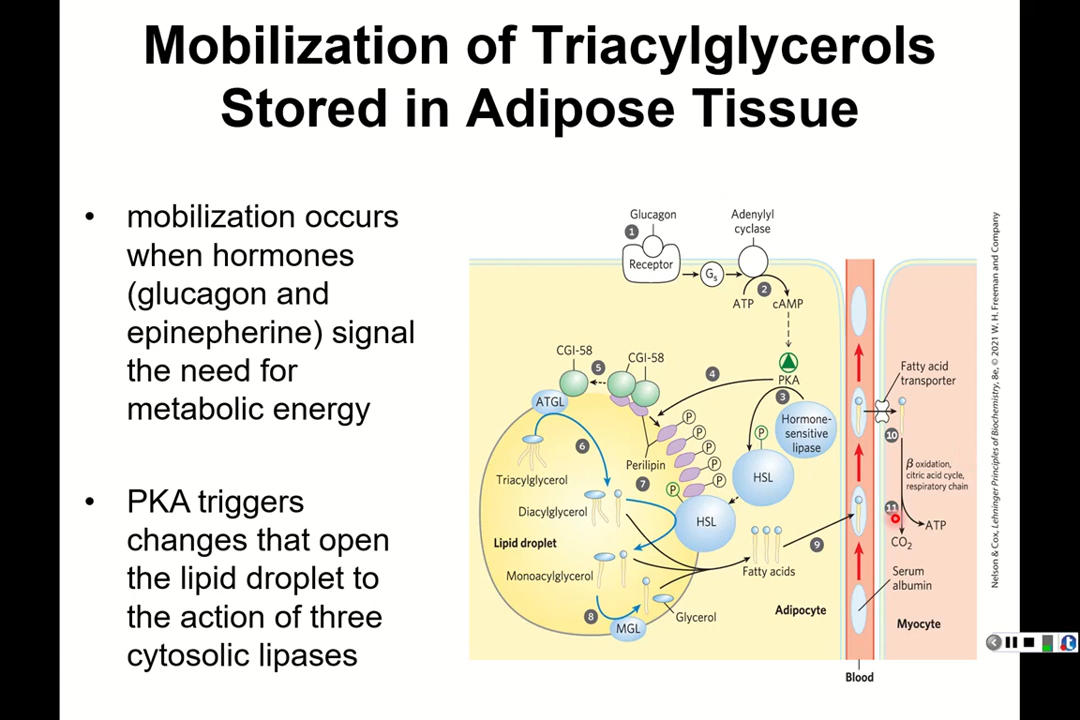 Mobilization of Triacylglycerols
Stored in Adipose Tissue
• mobilization occurs
when hormones
(glucagon and
epinepherine) signal
the need for
metabolic energy
• PKA triggers
changes that open
the lipid droplet to
the action of three
cytosolic lipases
Glucagon
1
Receptor
Gs
Adenylyl
cyclase
2
ATP
cAMP
PKA
3
4
Hormone-
sensitive
lipase
P
HSL
CGI-58
5
CGI-58
ATGL
6
P
P
P
P
P
Perilipin
7
P
HSL
Triacylglycerol
Diacylglycerol
Lipid droplet
Monoacylglycerol
8
MGL
Glycerol
Fatty acids
9
Adipocyte
Blood
Fatty acid
transporter
10
β oxidation,
citric acid cycle,
respiratory chain
11
ATP
CO2
Serum
albumin
Myocyte
Nelson & Cox, Lehninger Principles of Biochemistry, 8e, © 2021 W. H. Freeman and Company
t